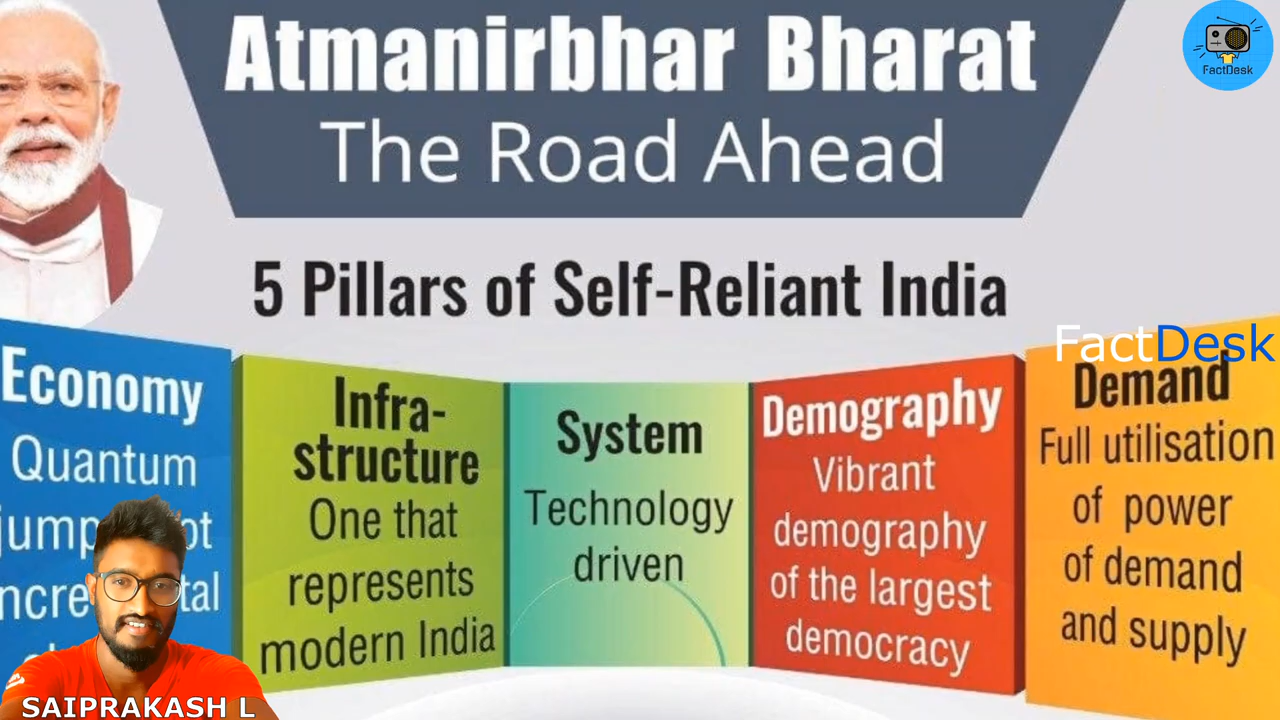 Atmanirbhar Bharat
The Road Ahead
FactDesk
5 Pillars of Self-Reliant India
FactDesk
Economy
Quantum
Infra-
structure
One that
represents
modern India
System
Technology
driven
Demography
Vibrant
demography
of the largest
democracy
Demand
Full utilisation
of power
of demand
and supply
SAIPRAKASH L